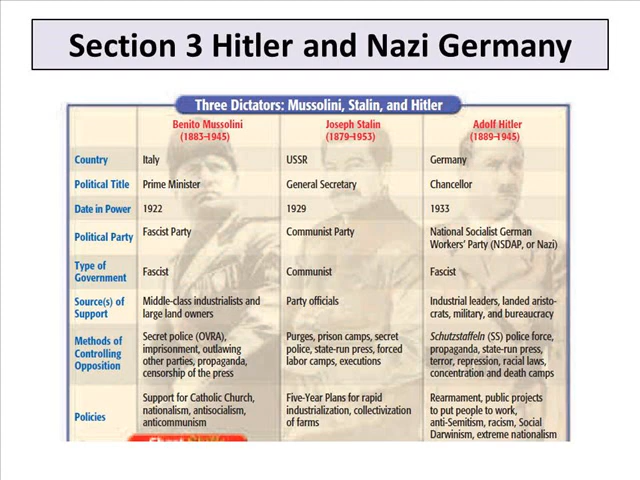 Section 3 Hitler and Nazi Germany
Three Dictators: Mussolini, Stalin, and Hitler
Benito Mussolini
(1883-1945)
Joseph Stalin
(1879-1953)
Adolf Hitler
(1889-1945)
Country
Italy
USSR
Germany
Political Title
Prime Minister
General Secretary
Chancellor
Date in Power
1922
1929
1933
Political Party
Fascist Party
Communist Party
National Socialist German
Workers' Party (NSDAP, or Nazi)
Type of
Government
Fascist
Communist
Fascist
Source(s) of
Support
Middle-class industrialists and
large land owners
Party officials
Industrial leaders, landed aristo-
crats, military, and bureaucracy
Methods of
Controlling
Opposition
Secret police (OVRA),
imprisonment, outlawing
other parties, propaganda,
censorship of the press
Purges, prison camps, secret
police, state-run press, forced
labor camps, executions
Schutzstaffeln (SS) police force,
propaganda, state-run press,
terror, repression, racial laws,
concentration and death camps
Policies
Support for Catholic Church,
nationalism, antisocialism,
anticommunism
Five-Year Plans for rapid
industrialization, collectivization
of farms
Rearmament, public projects
to put people to work,
anti-Semitism, racism, Social
Darwinism, extreme nationalism